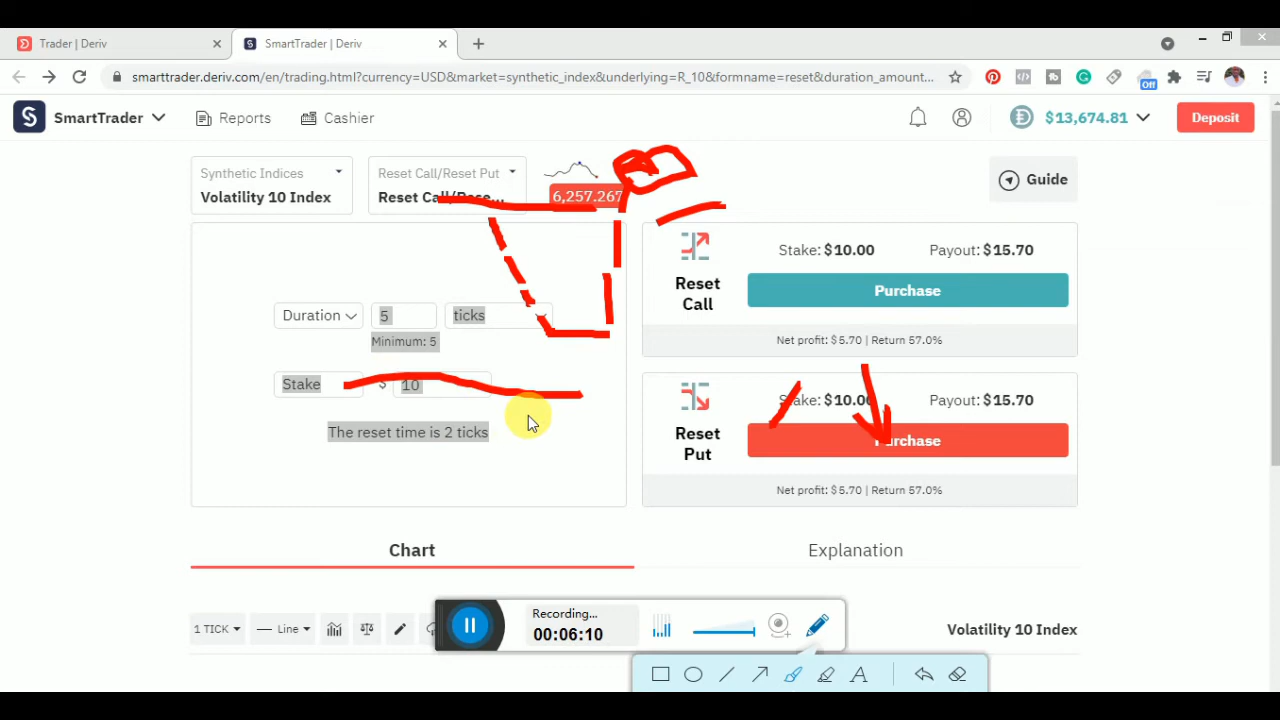 Trader | Deriv
SmartTrader | Deriv
smarttrader.deriv.com/en/trading.html?currency=USD&market=synthetic_index&underlying=R_10&formname=reset&duration_amount...
Off
SmartTrader
Reports
Cashier
$13,674.81
Deposit
Synthetic Indices
Volatility 10 Index
Reset Call/Reset Put
Reset Call/Rese...
6,257.267
Guide
Duration
5
ticks
Minimum: 5
Stake
$
10
The reset time is 2 ticks
Reset Call
Stake: $10.00
Payout: $15.70
Purchase
Net profit: $5.70 | Return 57.0%
Reset Put
Stake: $10.00
Payout: $15.70
Purchase
Net profit: $5.70 | Return 57.0%
Chart
Explanation
1 TICK
Line
Recording...
00:06:10
Volatility 10 Index
A